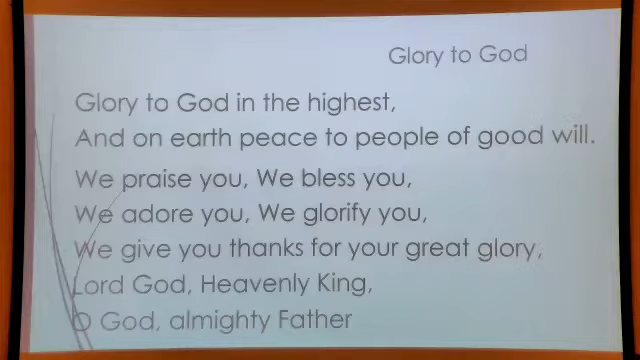 Glory to God
Glory to God in the highest,
And on earth peace to people of good will.
We praise you, We bless you,
We adore you, We glorify you,
We give you thanks for your great glory,
Lord God, Heavenly King,
O God, almighty Father